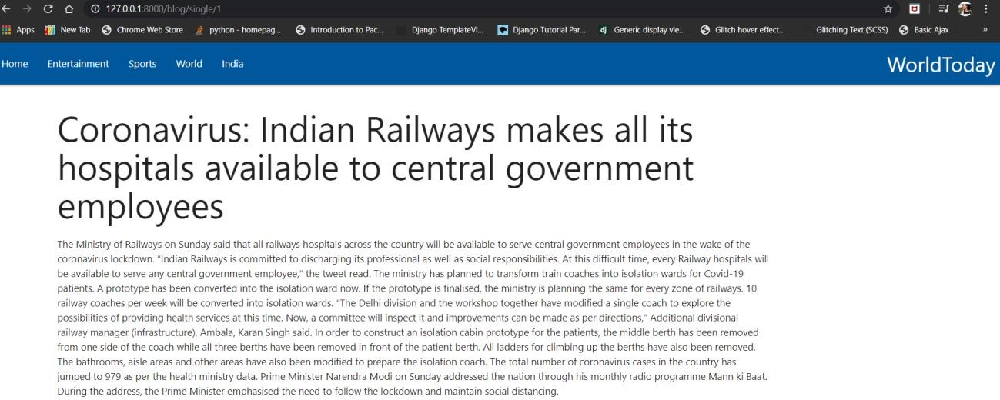 127.0.0.1:8000/blog/single/1
Apps New Tab Chrome Web Store python - homepag... Introduction to Pac... Django TemplateVi... Django Tutorial Par... dj Generic display vie... Glitch hover effect... Glitching Text (SCSS) Basic Ajax »
Home Entertainment Sports World India WorldToday
Coronavirus: Indian Railways makes all its
hospitals available to central government
employees
The Ministry of Railways on Sunday said that all railways hospitals across the country will be available to serve central government employees in the wake of the
coronavirus lockdown. “Indian Railways is committed to discharging its professional as well as social responsibilities. At this difficult time, every Railway hospitals will
be available to serve any central government employee,” the tweet read. The ministry has planned to transform train coaches into isolation wards for Covid-19
patients. A prototype has been converted into the isolation ward now. If the prototype is finalised, the ministry is planning the same for every zone of railways. 10
railway coaches per week will be converted into isolation wards. “The Delhi division and the workshop together have modified a single coach to explore the
possibilities of providing health services at this time. Now, a committee will inspect it and improvements can be made as per directions,” Additional divisional
railway manager (infrastructure), Ambala, Karan Singh said. In order to construct an isolation cabin prototype for the patients, the middle berth has been removed
from one side of the coach while all three berths have been removed in front of the patient berth. All ladders for climbing up the berths have also been removed.
The bathrooms, aisle areas and other areas have also been modified to prepare the isolation coach. The total number of coronavirus cases in the country has
jumped to 979 as per the health ministry data. Prime Minister Narendra Modi on Sunday addressed the nation through his monthly radio programme Mann ki Baat.
During the address, the Prime Minister emphasised the need to follow the lockdown and maintain social distancing.